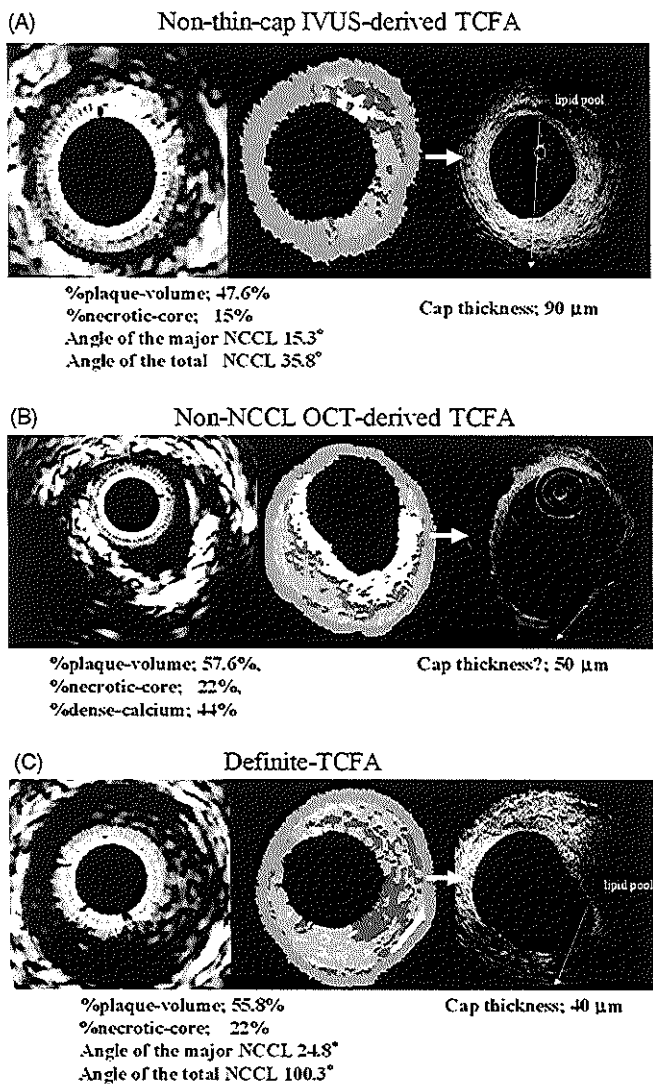 (A)
Non-thin-cap IVUS-derived TCFA
lipid pool
%plaque-volume; 47.6%
%necrotic-core; 15%
Angle of the major NCCL 15.3°
Angle of the total NCCL 35.8°
Cap thickness; 90 μm
(B)
Non-NCCL OCT-derived TCFA
%plaque-volume; 57.6%,
%necrotic-core; 22%,
%dense-calcium; 44%
Cap thickness?; 50 μm
(C)
Definite-TCFA
lipid pool
%plaque-volume; 55.8%
%necrotic-core; 22%
Angle of the major NCCL 24.8°
Angle of the total NCCL 100.3°
Cap thickness; 40 μm